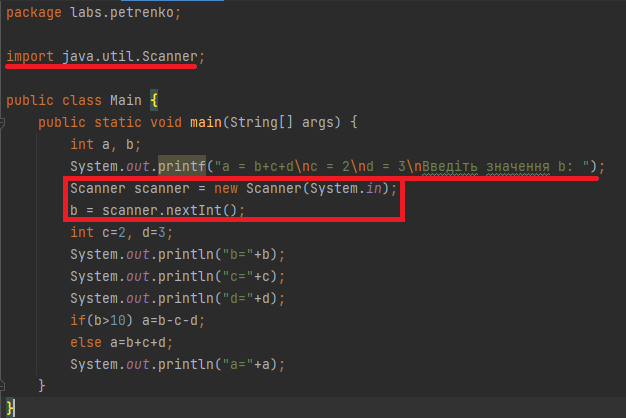 package labs.petrenko;
import java.util.Scanner;
public class Main {
public static void main(String[] args) {
int a, b;
System.out.printf("a = b+c+d\nc = 2\nd = 3\nВведіть значення b: ");
Scanner scanner = new Scanner(System.in);
b = scanner.nextInt();
int c=2, d=3;
System.out.println("b="+b);
System.out.println("c="+c);
System.out.println("d="+d);
if(b>10) a=b-c-d;
else a=b+c+d;
System.out.println("a="+a);
}
}